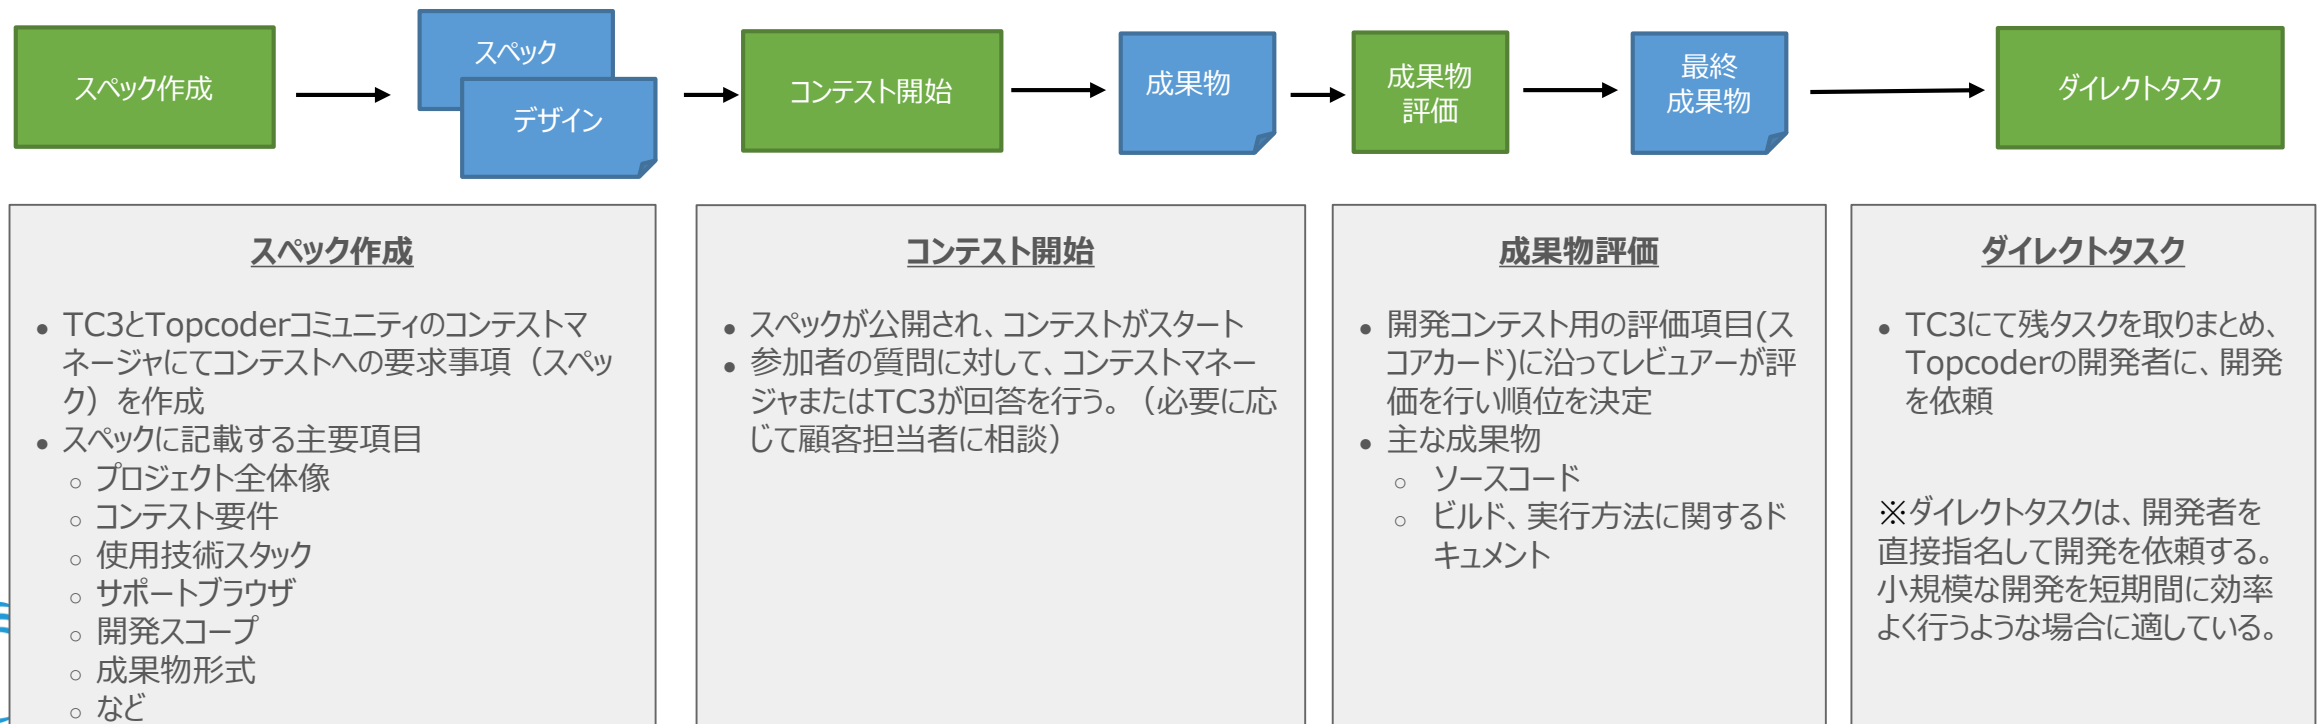 スペック作成
スペック
デザイン
コンテスト開始
成果物
成果物
評価
最終
成果物
ダイレクトタスク
スペック作成
● TC3とTopcoderコミュニティのコンテストマ
ネージャにてコンテストへの要求事項（スペッ
ク）を作成
● スペックに記載する主要項目
○ プロジェクト全体像
○ コンテスト要件
○ 使用技術スタック
○ サポートブラウザ
○ 開発スコープ
○ 成果物形式
○ など
コンテスト開始
● スペックが公開され、コンテストがスタート
● 参加者の質問に対して、コンテストマネー
ジャまたはTC3が回答を行う。（必要に応
じて顧客担当者に相談）
成果物評価
● 開発コンテスト用の評価項目(ス
コアカード)に沿ってレビュアーが評
価を行い順位を決定
● 主な成果物
○ ソースコード
○ ビルド、実行方法に関するド
キュメント
ダイレクトタスク
● TC3にて残タスクを取りまとめ、
Topcoderの開発者に、開発
を依頼
※ダイレクトタスクは、開発者を
直接指名して開発を依頼する。
小規模な開発を短期間に効率
よく行うような場合に適している。